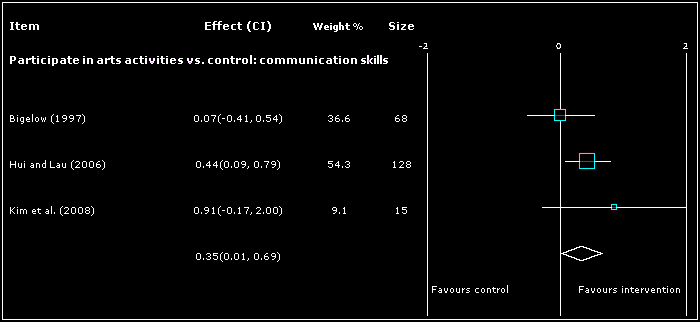 Item Effect (CI) Weight % Size
-2 0 2
Participate in arts activities vs. control: communication skills
Bigelow (1997) 0.07(-0.41, 0.54) 36.6 68
Hui and Lau (2006) 0.44(0.09, 0.79) 54.3 128
Kim et al. (2008) 0.91(-0.17, 2.00) 9.1 15
0.35(0.01, 0.69)
Favours control Favours intervention